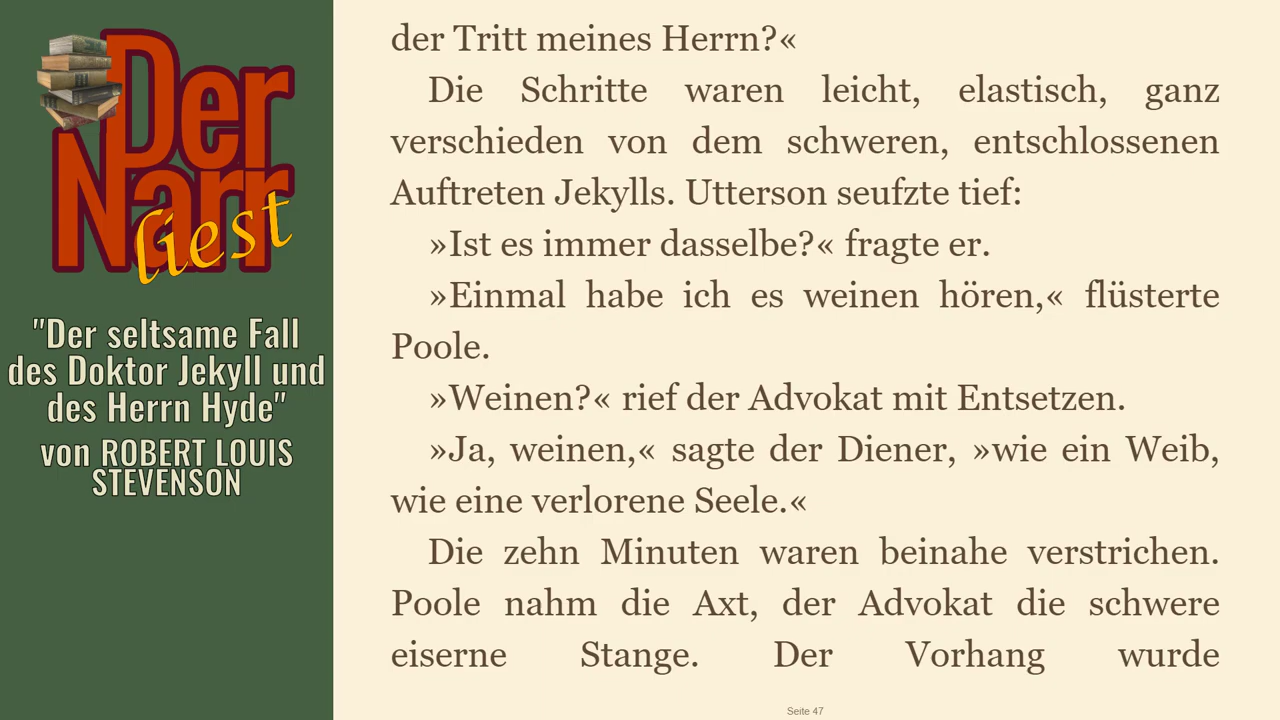 Der
Narr
liest
"Der seltsame Fall
des Doktor Jekyll und
des Herrn Hyde"
von ROBERT LOUIS
STEVENSON
der Tritt meines Herrn?«
Die Schritte waren leicht, elastisch, ganz
verschieden von dem schweren, entschlossenen
Auftreten Jekylls. Utterson seufzte tief:
»Ist es immer dasselbe?« fragte er.
»Einmal habe ich es weinen hören,« flüsterte
Poole.
»Weinen?« rief der Advokat mit Entsetzen.
»Ja, weinen,« sagte der Diener, »wie ein Weib,
wie eine verlorene Seele.«
Die zehn Minuten waren beinahe verstrichen.
Poole nahm die Axt, der Advokat die schwere
eiserne Stange. Der Vorhang wurde
Seite 47